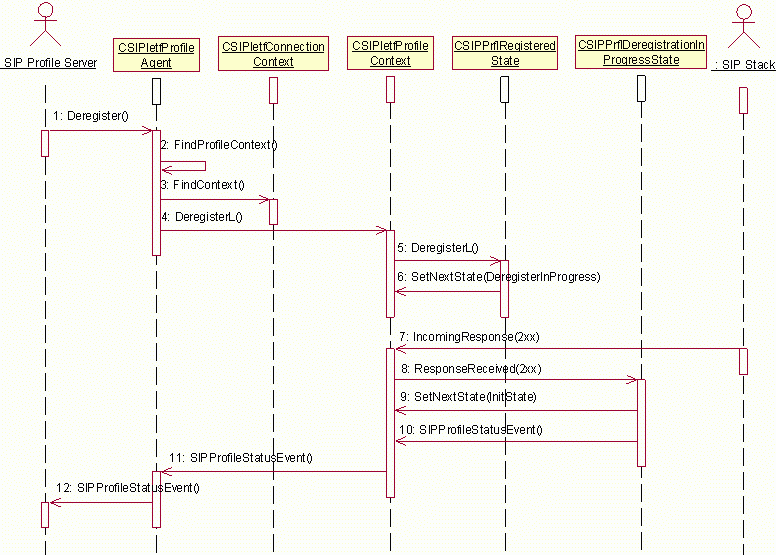 SIP Profile Server
CSIPIetfProfile
Agent
CSIPIetfConnection
Context
CSIPIetfProfile
Context
CSIPPrflRegistered
State
CSIPPrflDeregistrationIn
ProgressState
: SIP Stack
1: Deregister()
2: FindProfileContext()
3: FindContext()
4: DeregisterL()
5: DeregisterL()
6: SetNextState(DeregisterInProgress)
7: IncomingResponse(2xx)
8: ResponseReceived(2xx)
9: SetNextState(InitState)
10: SIPProfileStatusEvent()
11: SIPProfileStatusEvent()
12: SIPProfileStatusEvent()